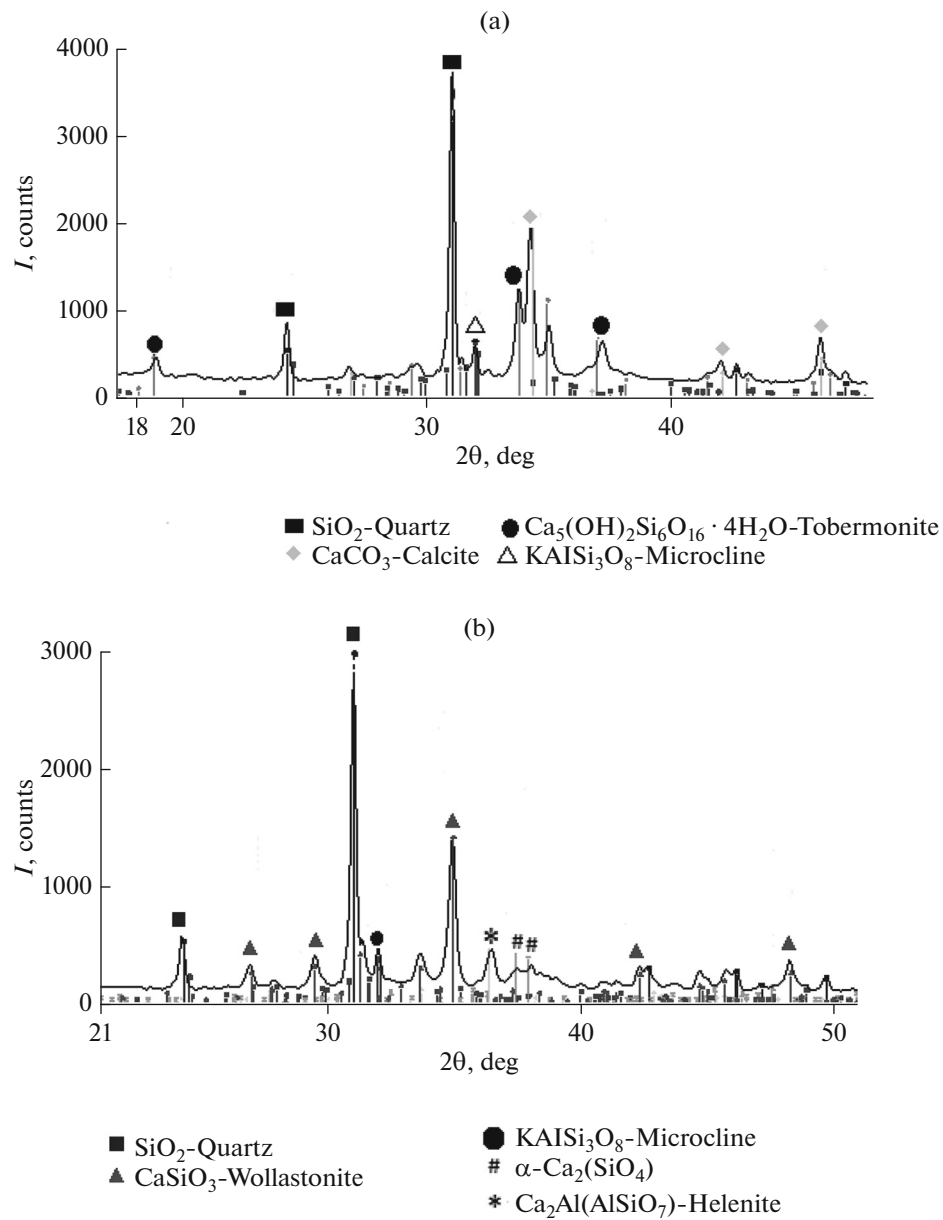 (a)
4000
3000
2000
1000
0
I, counts
18 20 30 40
2θ, deg
SiO₂-Quartz Ca₅(OH)₂Si₆O₁₆ · 4H₂O-Tobermonite
CaCO₃-Calcite KAISi₃O₈-Microcline
(b)
3000
2000
1000
0
I, counts
# #
*
21 30 40 50
2θ, deg
SiO₂-Quartz KAISi₃O₈-Microcline
CaSiO₃-Wollastonite # α-Ca₂(SiO₄)
* Ca₂Al(AlSiO₇)-Helenite